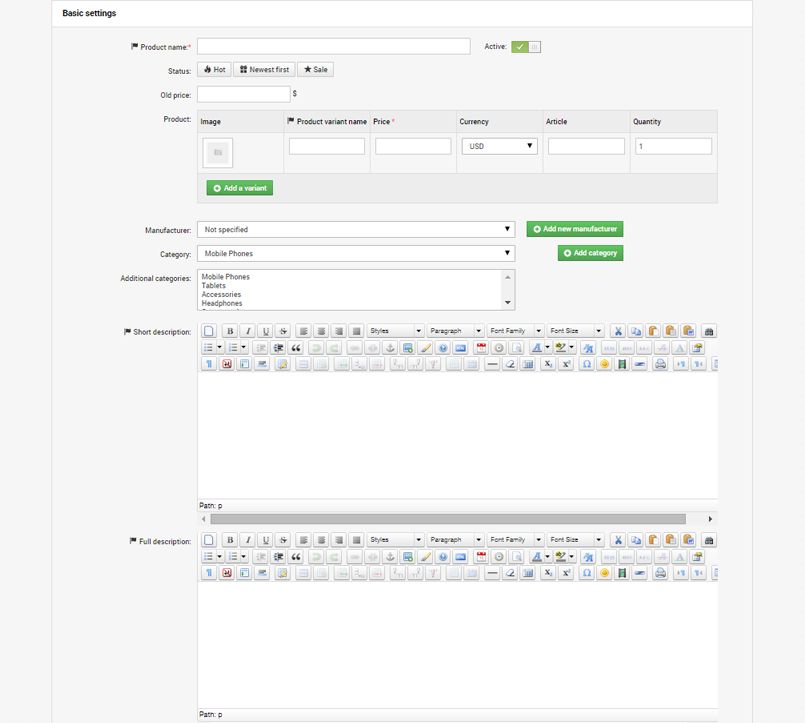 Basic settings
Product name:*
Active:
Status: Hot Newest first Sale
Old price: $
Product: Image Product variant name Price * Currency Article Quantity
USD 1
Add a variant
Manufacturer: Not specified Add new manufacturer
Category: Mobile Phones Add category
Additional categories: Mobile Phones
Tablets
Accessories
Headphones
Short description: B I U S Styles Paragraph Font Family Font Size
Path: p
Full description: B I U S Styles Paragraph Font Family Font Size
Path: p